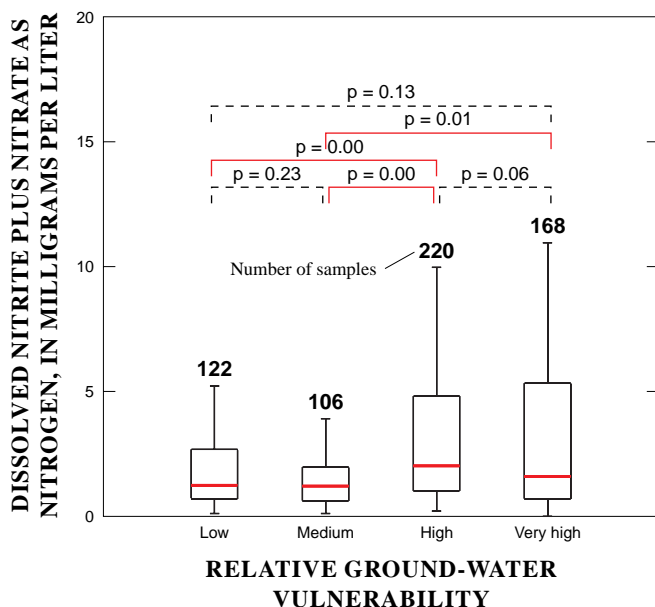 DISSOLVED NITRITE PLUS NITRATE AS
NITROGEN, IN MILLIGRAMS PER LITER
20
15
10
5
0
p = 0.13
p = 0.01
p = 0.00
p = 0.23
p = 0.00
p = 0.06
168
220
Number of samples
122
106
Low
Medium
High
Very high
RELATIVE GROUND-WATER
VULNERABILITY